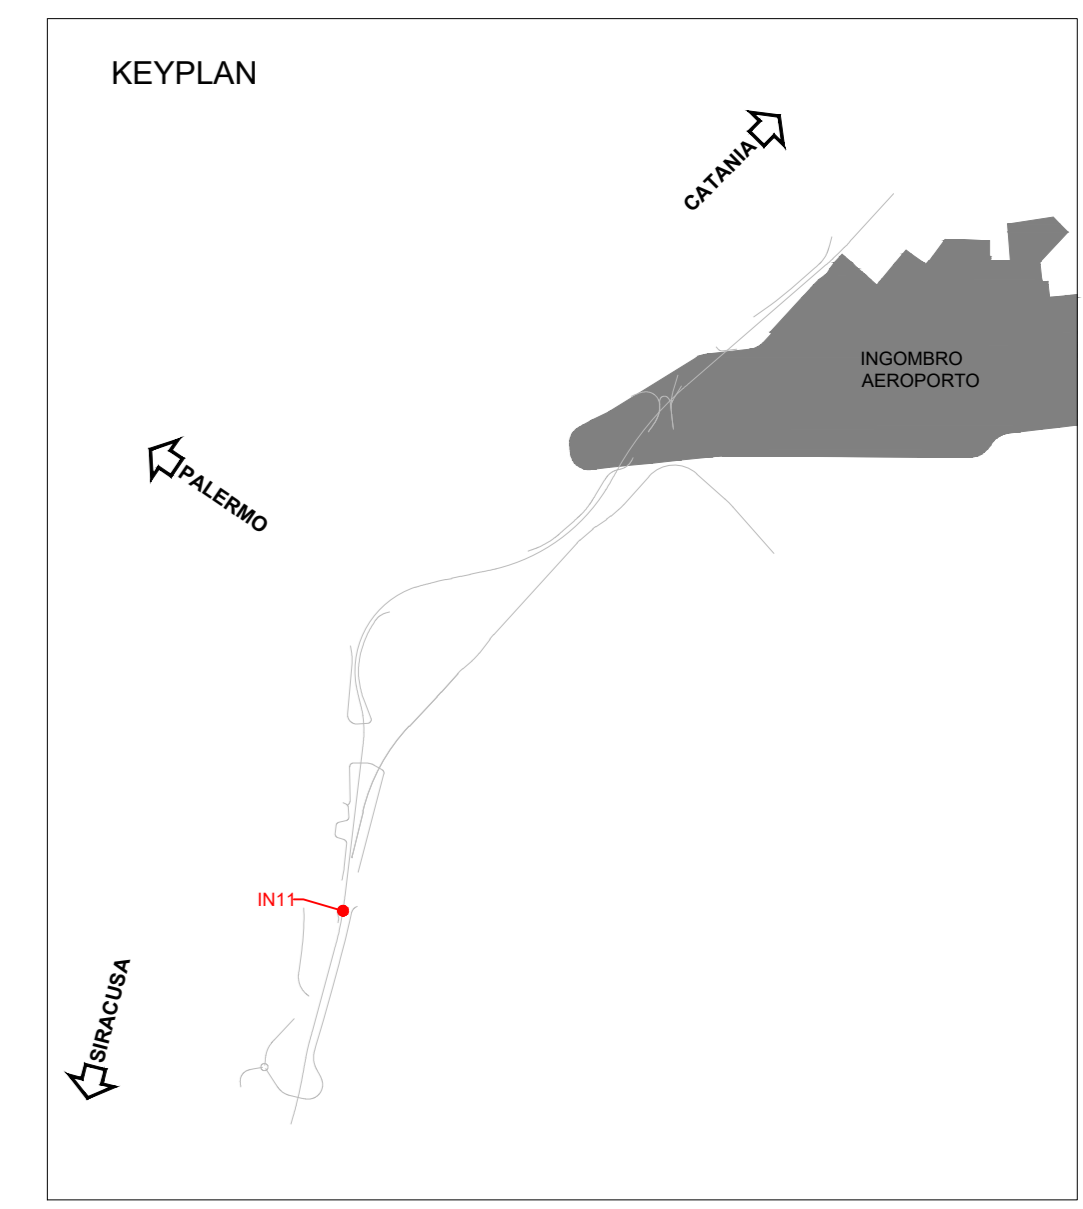 KEYPLAN
CATANIA
INGOMBRO
AEROPORTO
PALERMO
IN11
SIRACUSA